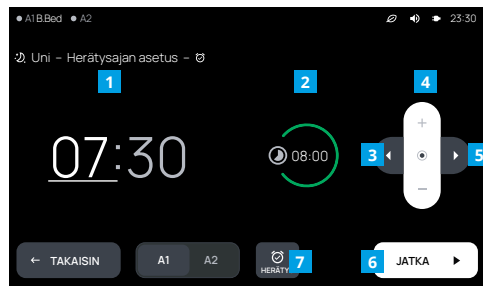 A1 B.Bed A2 23:30
Uni – Herätysajan asetus –
1 2 4
07:30
08:00
3 5
+
−
← TAKAISIN A1 A2 HERÄTY 7 6 JATKA